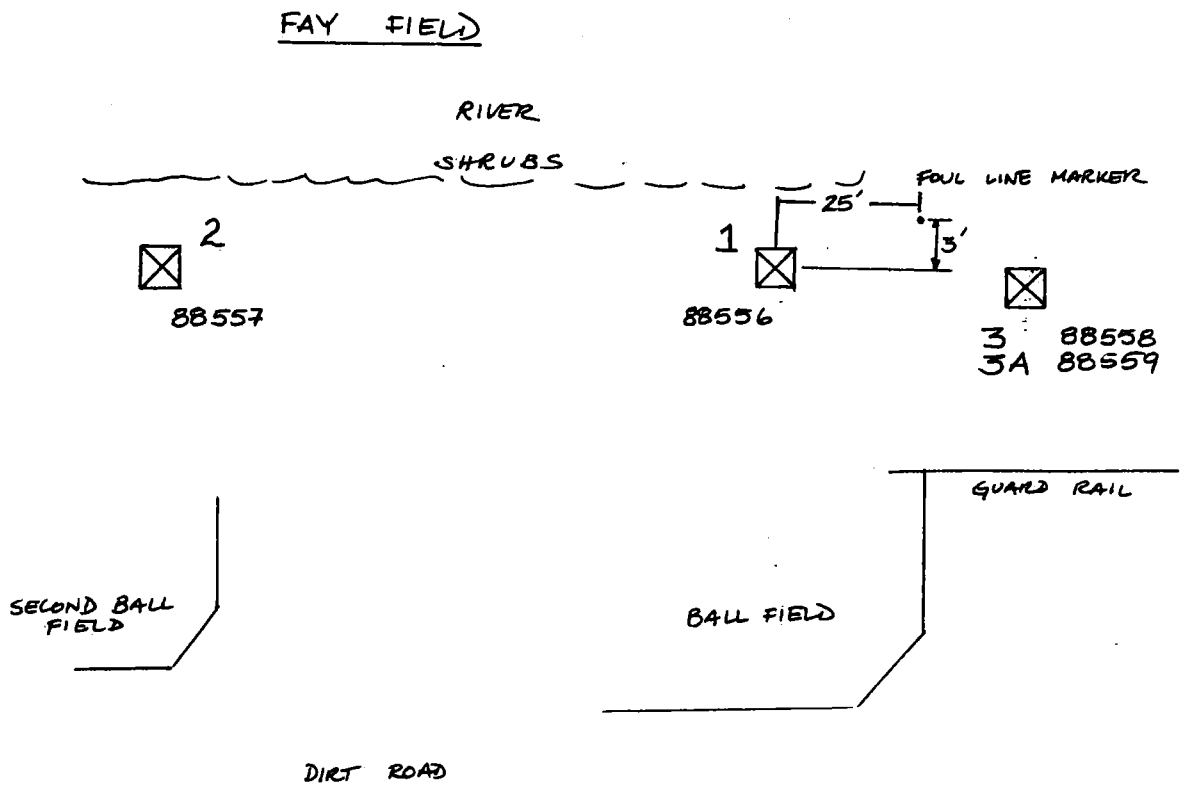 FAY FIELD
RIVER
SHRUBS
FOUL LINE MARKER
25'
3'
2
1
88557
88556
3 88558
3A 88559
GUARD RAIL
SECOND BALL
FIELD
BALL FIELD
DIRT ROAD